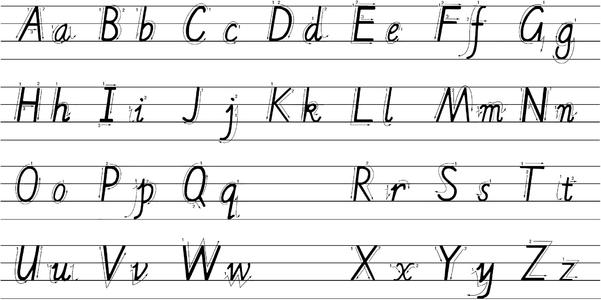 Aa Bb Cc Dd Ee Ff Gg
Hh Ii Jj Kk Ll Mm Nn
Oo Pp Qq Rr Ss Tt
Uu Vv Ww Xx Yy Zz